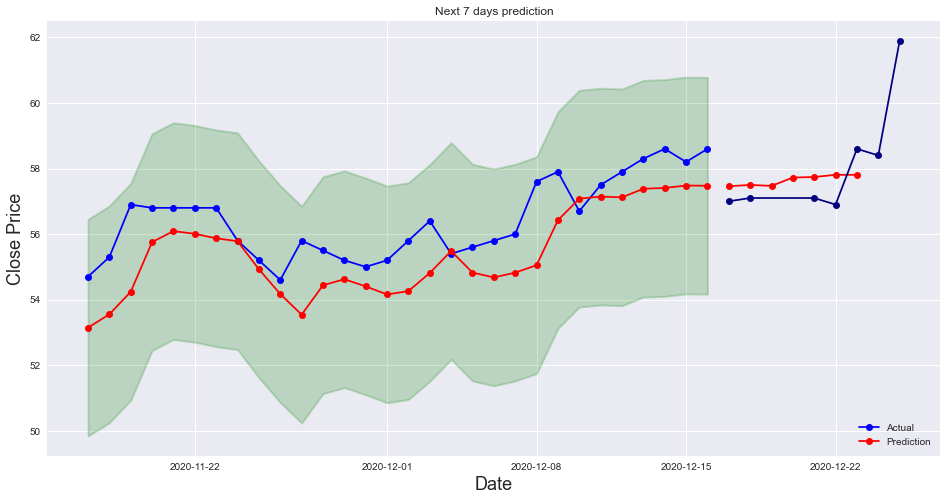 Next 7 days prediction
Close Price
62
60
58
56
54
52
50
Actual
Prediction
2020-11-22
2020-12-01
2020-12-08
2020-12-15
2020-12-22
Date